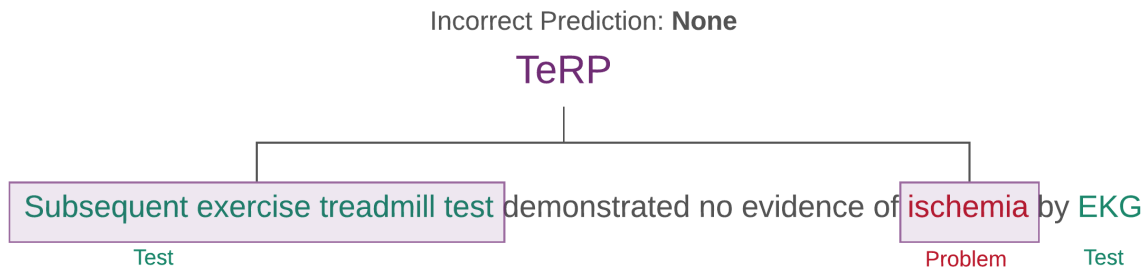 Incorrect Prediction: None
TeRP
Subsequent exercise treadmill test demonstrated no evidence of ischemia by EKG
Test Problem Test